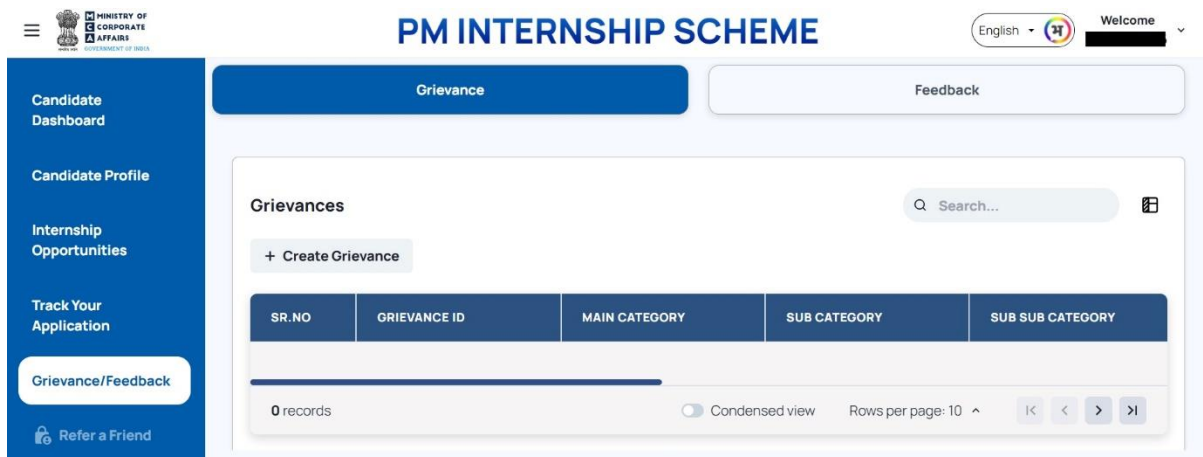 MINISTRY OF
CORPORATE
AFFAIRS
GOVERNMENT OF INDIA
PM INTERNSHIP SCHEME
English
अ
Welcome
Candidate
Dashboard
Candidate Profile
Internship
Opportunities
Track Your
Application
Grievance/Feedback
Refer a Friend
Grievance
Feedback
Grievances
Search...
+ Create Grievance
SR.NO GRIEVANCE ID MAIN CATEGORY SUB CATEGORY SUB SUB CATEGORY
0 records Condensed view Rows per page: 10